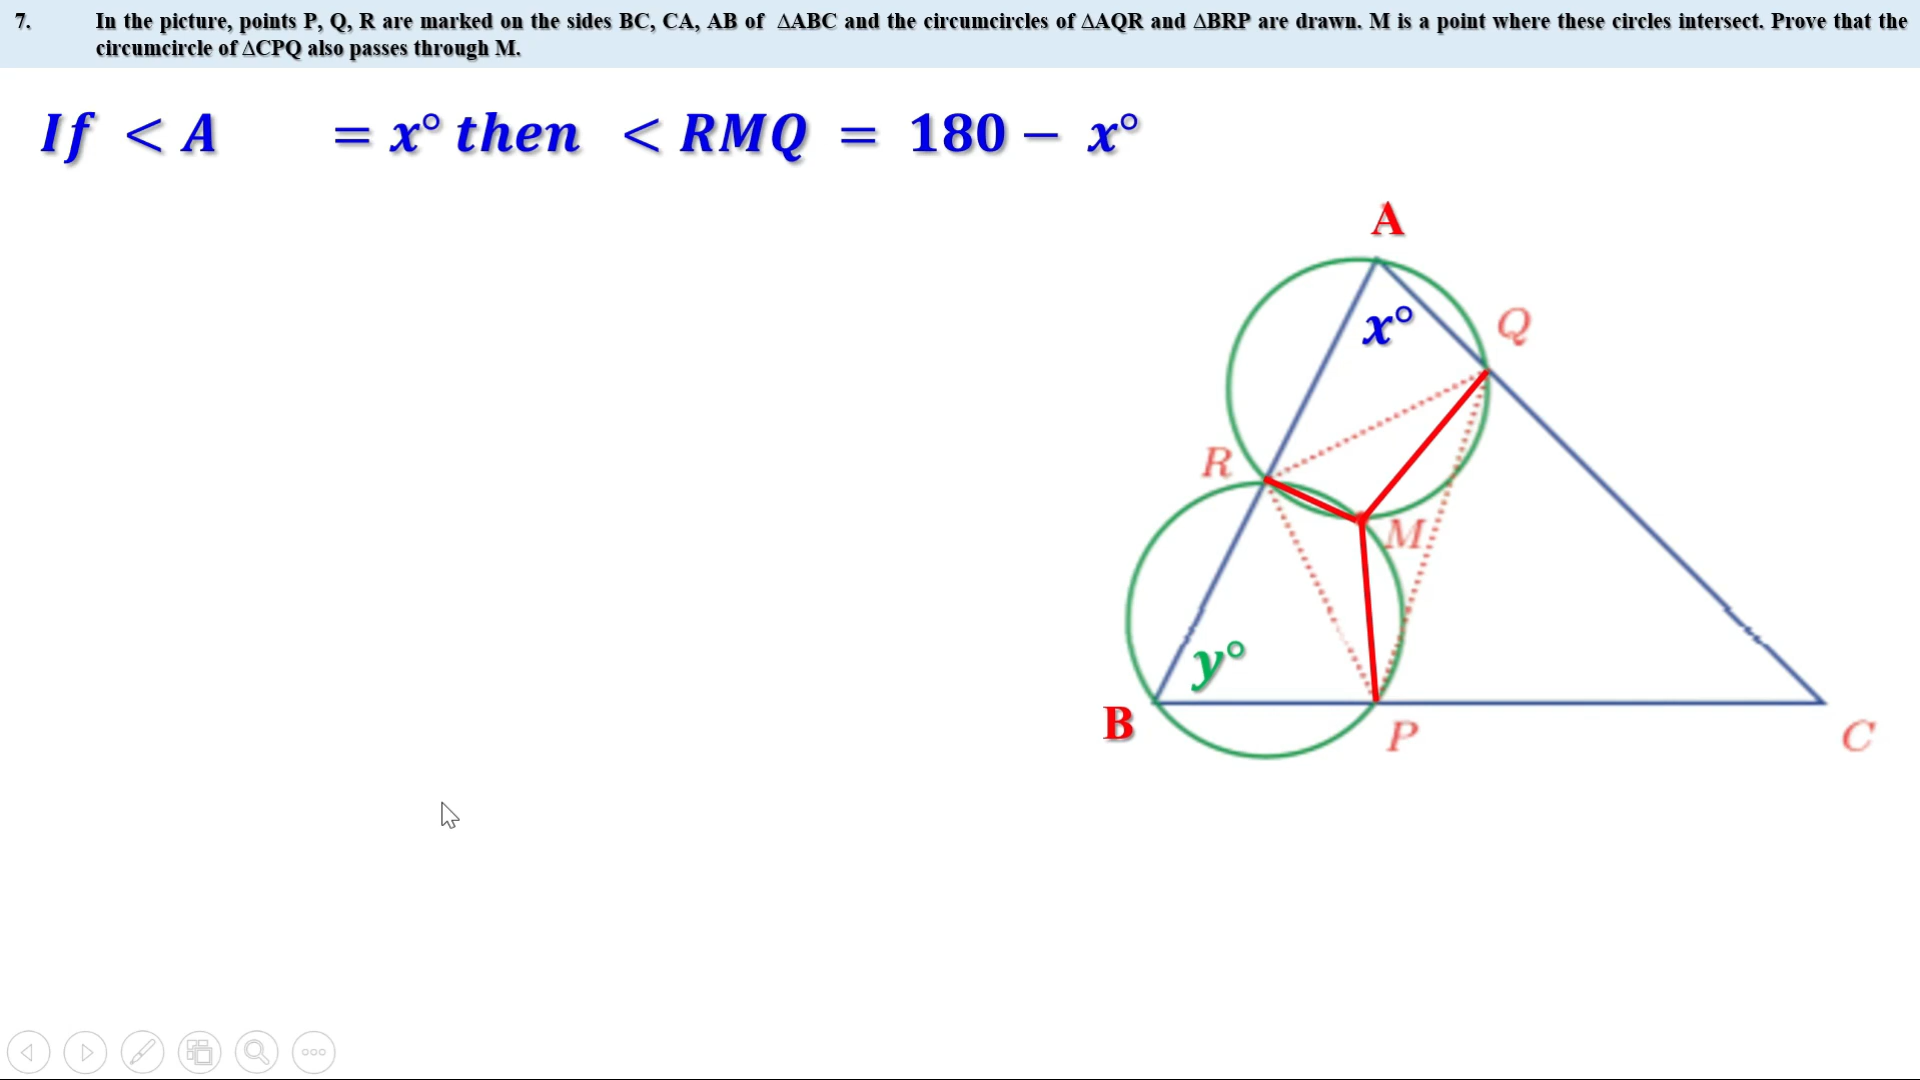 7. In the picture, points P, Q, R are marked on the sides BC, CA, AB of ΔABC and the circumcircles of ΔAQR and ΔBRP are drawn. M is a point where these circles intersect. Prove that the
circumcircle of ΔCPQ also passes through M.
If < A = x° then < RMQ = 180 − x°
A
x°
Q
R
M
y°
B
P
C